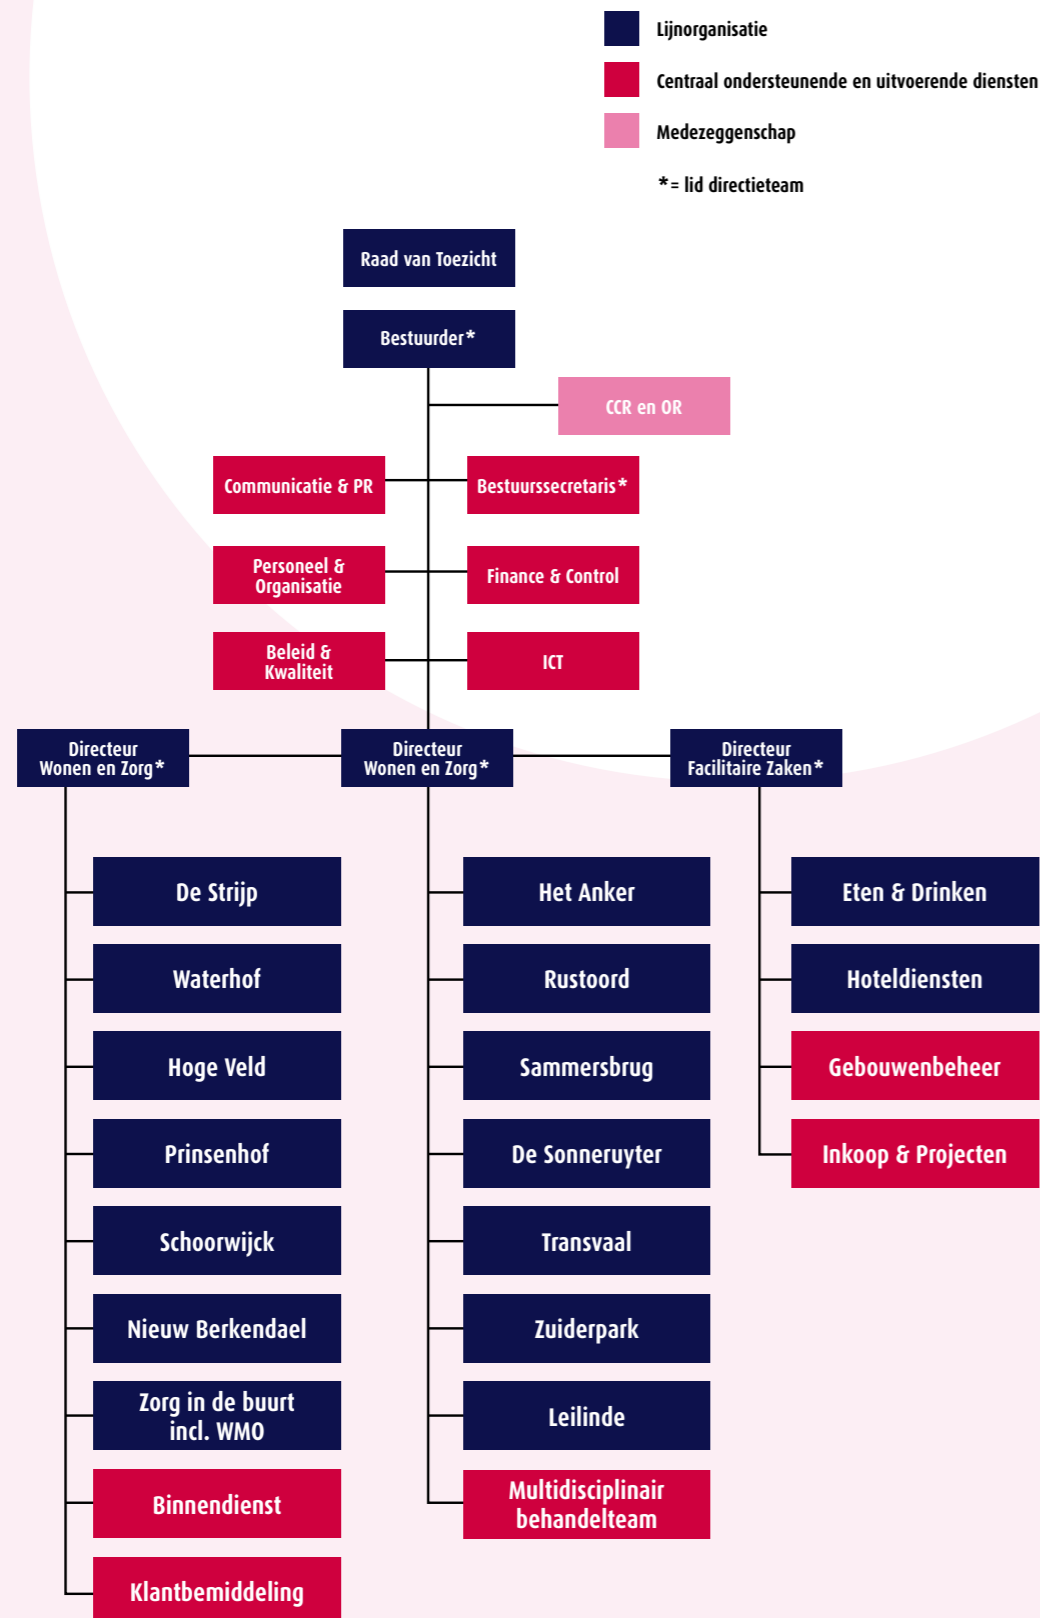 Lijnorganisatie
Centraal ondersteunende en uitvoerende diensten
Medezeggenschap
*= lid directieteam
Raad van Toezicht
Bestuurder*
CCR en OR
Communicatie & PR
Bestuurssecretaris*
Personeel &
Organisatie
Finance & Control
Beleid &
Kwaliteit
ICT
Directeur
Wonen en Zorg*
Directeur
Wonen en Zorg*
Directeur
Facilitaire Zaken*
De Strijp
Waterhof
Hoge Veld
Prinsenhof
Schoorwijck
Nieuw Berkendael
Zorg in de buurt
incl. WMO
Binnendienst
Klantbemiddeling
Het Anker
Rustoord
Sammersbrug
De Sonneruyter
Transvaal
Zuiderpark
Leilinde
Multidisciplinair
behandelteam
Eten & Drinken
Hoteldiensten
Gebouwenbeheer
Inkoop & Projecten